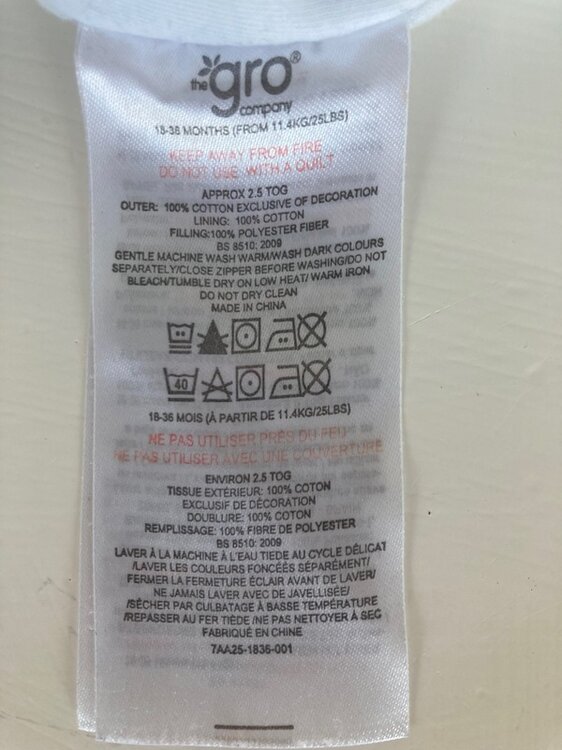 the gro® company
18-36 MONTHS (FROM 11.4KG/25LBS)
KEEP AWAY FROM FIRE
DO NOT USE WITH A QUILT
APPROX 2.5 TOG
OUTER: 100% COTTON EXCLUSIVE OF DECORATION
LINING: 100% COTTON
FILLING:100% POLYESTER FIBER
BS 8510: 2009
GENTLE MACHINE WASH WARM/WASH DARK COLOURS
SEPARATELY/CLOSE ZIPPER BEFORE WASHING/DO NOT
BLEACH/TUMBLE DRY ON LOW HEAT/ WARM IRON
DO NOT DRY CLEAN
MADE IN CHINA
40
18-36 MOIS (À PARTIR DE 11.4KG/25LBS)
NE PAS UTILISER PRÈS DU FEU
NE PAS UTILISER AVEC UNE COUVERTURE
ENVIRON 2.5 TOG
TISSUE EXTÉRIEUR: 100% COTON
EXCLUSIF DE DÉCORATION
DOUBLURE: 100% COTON
REMPLISSAGE: 100% FIBRE DE POLYESTER
BS 8510: 2009
LAVER À LA MACHINE À L'EAU TIEDE AU CYCLE DÉLICAT
/LAVER LES COULEURS FONCÉES SÉPARÉMENT/
FERMER LA FERMETURE ÉCLAIR AVANT DE LAVER/
NE JAMAIS LAVER AVEC DE JAVELLISÉE/
/SÈCHER PAR CULBATAGE À BASSE TEMPÉRATURE
/REPASSER AU FER TIÈDE /NE PAS NETTOYER À SEC
FABRIQUÉ EN CHINE
7AA25-1836-001